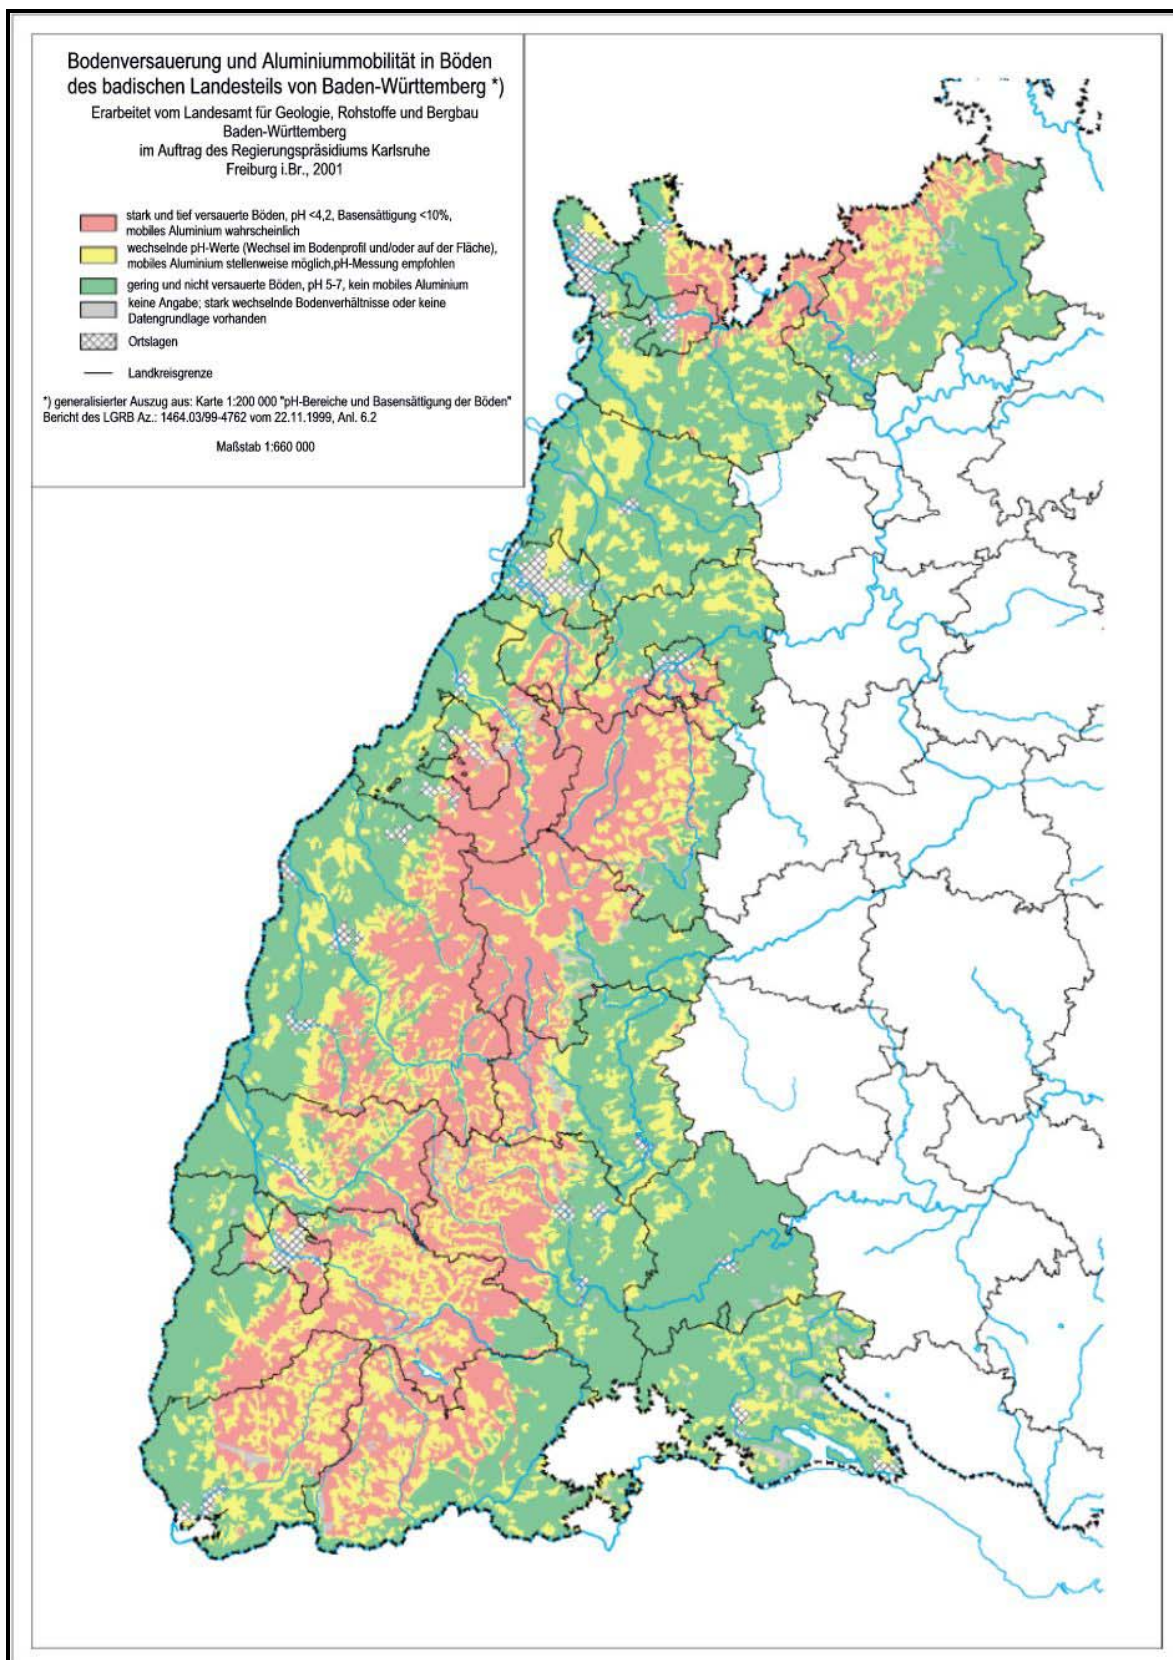 Bodenversauerung und Aluminiummobilität in Böden
des badischen Landesteils von Baden-Württemberg *)
Erarbeitet vom Landesamt für Geologie, Rohstoffe und Bergbau
Baden-Württemberg
im Auftrag des Regierungspräsidiums Karlsruhe
Freiburg i.Br., 2001
stark und tief versauerte Böden, pH <4,2, Basensättigung <10%,
mobiles Aluminium wahrscheinlich
wechselnde pH-Werte (Wechsel im Bodenprofil und/oder auf der Fläche),
mobiles Aluminium stellenweise möglich,pH-Messung empfohlen
gering und nicht versauerte Böden, pH 5-7, kein mobiles Aluminium
keine Angabe; stark wechselnde Bodenverhältnisse oder keine
Datengrundlage vorhanden
Ortslagen
Landkreisgrenze
*) generalisierter Auszug aus: Karte 1:200 000 "pH-Bereiche und Basensättigung der Böden"
Bericht des LGRB Az.: 1464.03/99-4762 vom 22.11.1999, Anl. 6.2
Maßstab 1:660 000